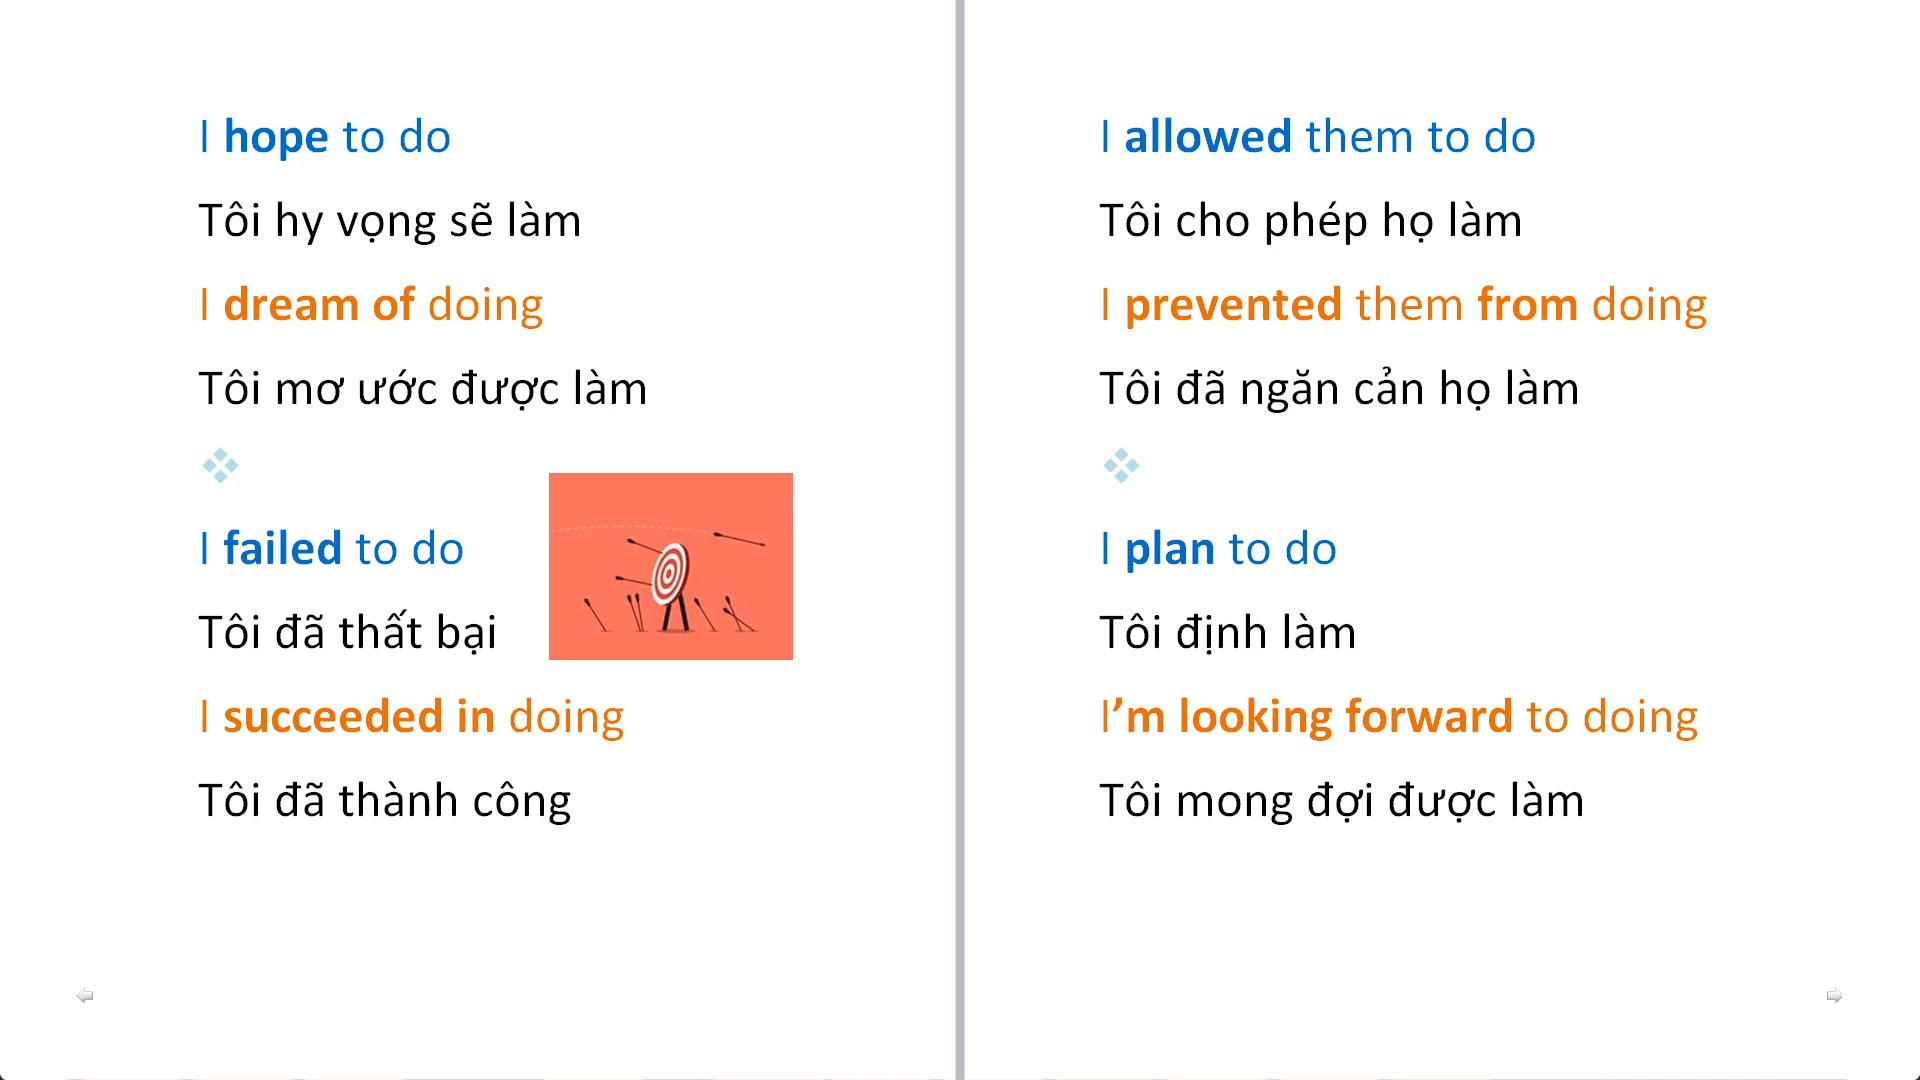 I hope to do
Tôi hy vọng sẽ làm
I dream of doing
Tôi mơ ước được làm
I failed to do
Tôi đã thất bại
I succeeded in doing
Tôi đã thành công
I allowed them to do
Tôi cho phép họ làm
I prevented them from doing
Tôi đã ngăn cản họ làm
I plan to do
Tôi định làm
I’m looking forward to doing
Tôi mong đợi được làm